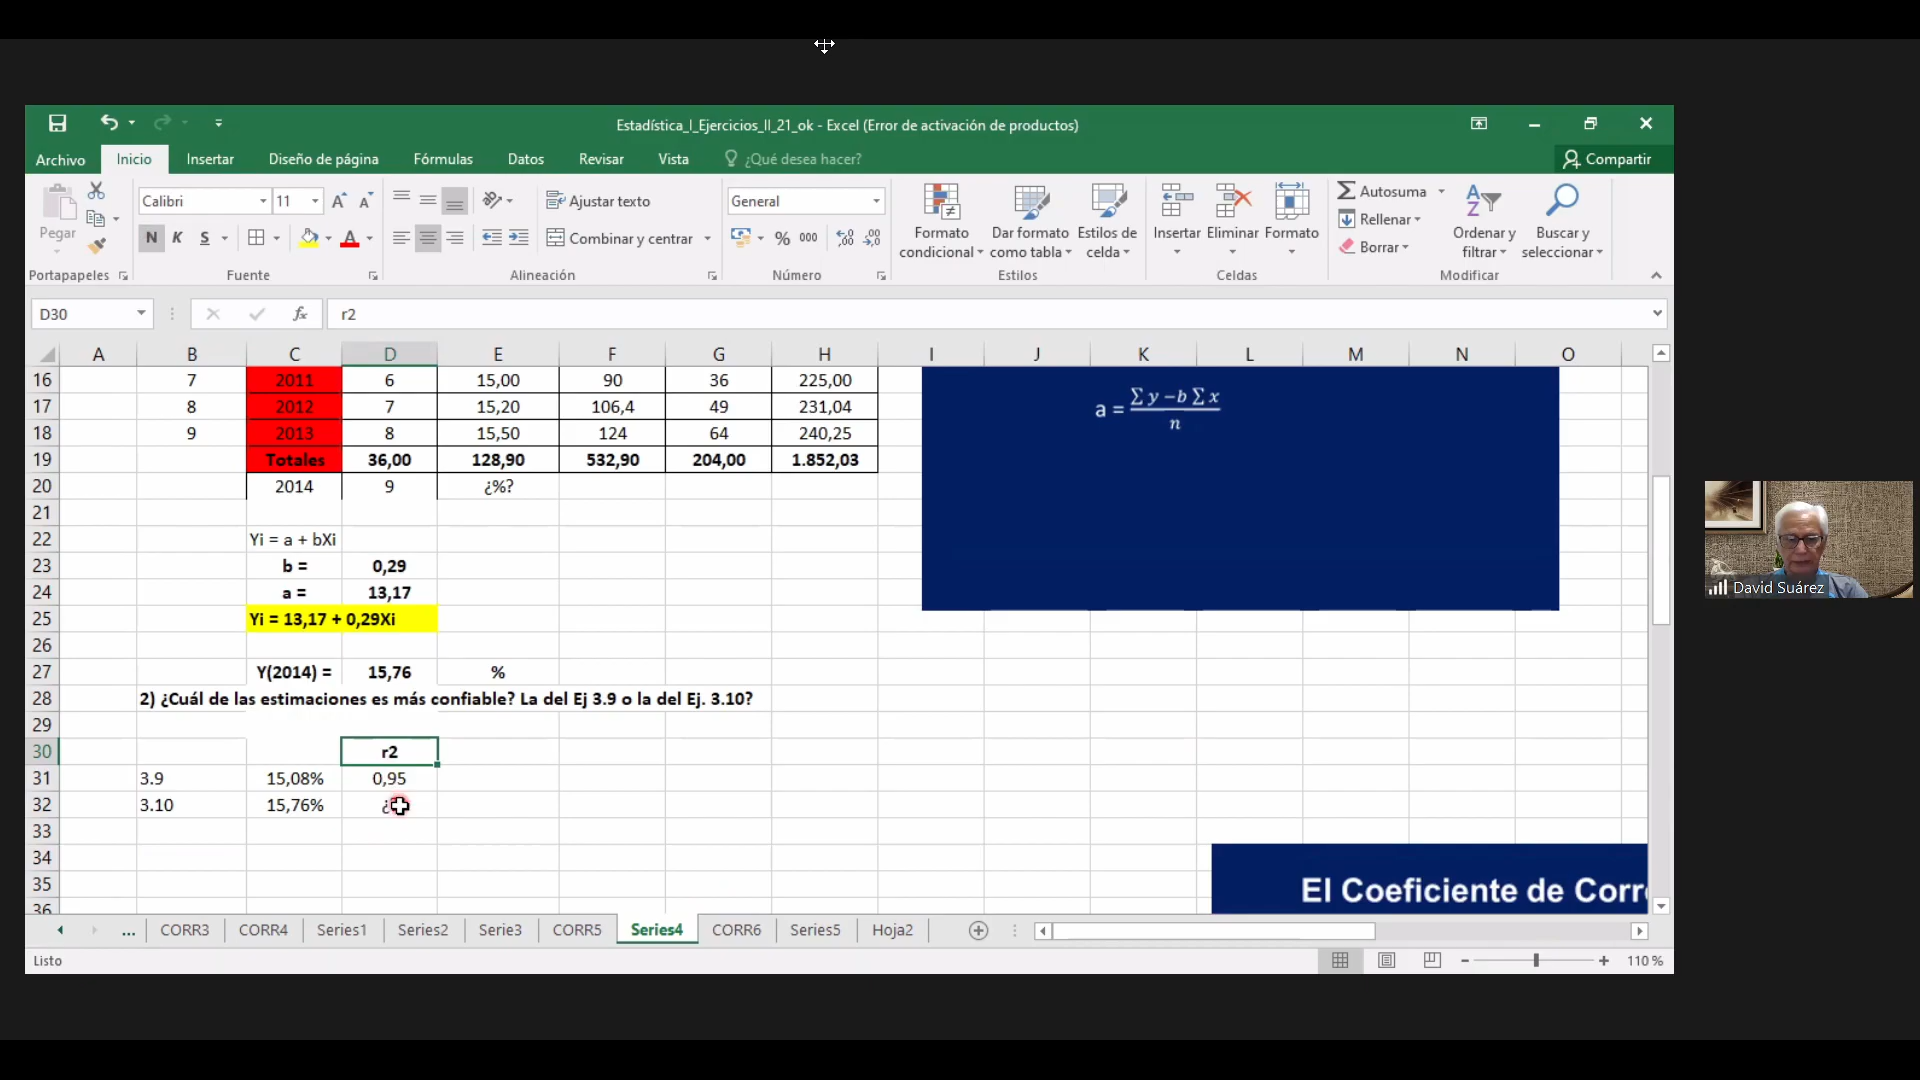 Estadística_I_Ejercicios_II_21_ok - Excel (Error de activación de productos)
Archivo Inicio Insertar Diseño de página Fórmulas Datos Revisar Vista ¿Qué desea hacer? Compartir
Pegar Calibri 11 Ajustar texto General Autosuma
N K S Combinar y centrar % 000 Rellenar Borrar
Formato condicional Dar formato como tabla Estilos de celda Insertar Eliminar Formato Ordenar y filtrar Buscar y seleccionar
Portapapeles Fuente Alineación Número Estilos Celdas Modificar
D30 fx r2
A B C D E F G H I J K L M N O
16 7 2011 6 15,00 90 36 225,00
17 8 2012 7 15,20 106,4 49 231,04
18 9 2013 8 15,50 124 64 240,25
19 Totales 36,00 128,90 532,90 204,00 1.852,03
20 2014 9 ¿%?
a = ∑ y −b ∑ x / n
21
22 Yi = a + bXi
23 b = 0,29
24 a = 13,17
25 Yi = 13,17 + 0,29Xi
26
27 Y(2014) = 15,76 %
28 2) ¿Cuál de las estimaciones es más confiable? La del Ej 3.9 o la del Ej. 3.10?
29
30 r2
31 3.9 15,08% 0,95
32 3.10 15,76% ¿
33
34
35 El Coeficiente de Corr
36
David Suárez
... CORR3 CORR4 Series1 Series2 Serie3 CORR5 Series4 CORR6 Series5 Hoja2
Listo 110 %